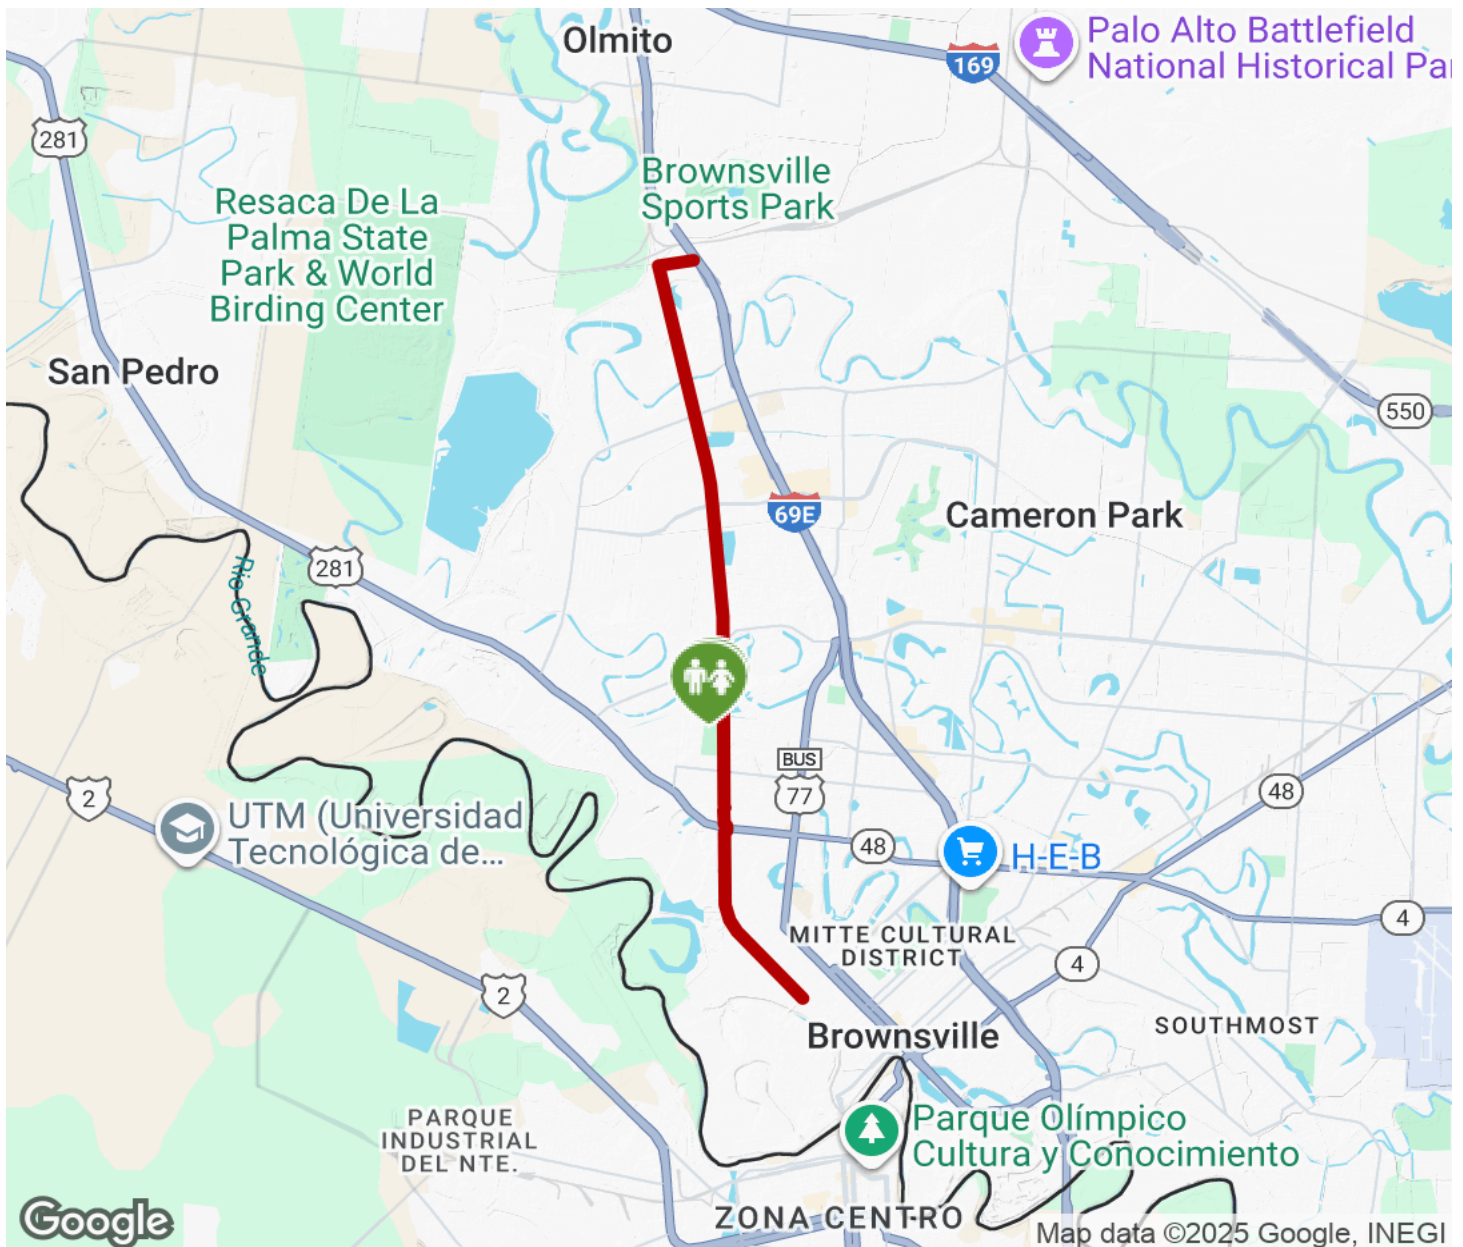 Olmito
Palo Alto Battlefield
National Historical Pa
169
281
Brownsville
Sports Park
Resaca De La
Palma State
Park & World
Birding Center
San Pedro
550
69E
Cameron Park
281
Rio Grande
BUS
77
2
48
UTM (Universidad
Tecnológica de...
48
H-E-B
4
MITTE CULTURAL
DISTRICT
4
2
SOUTHMOST
Brownsville
PARQUE
INDUSTRIAL
DEL NTE.
Parque Olímpico
Cultura y Conocimiento
ZONA CENTRO
Google
Map data ©2025 Google, INEGI